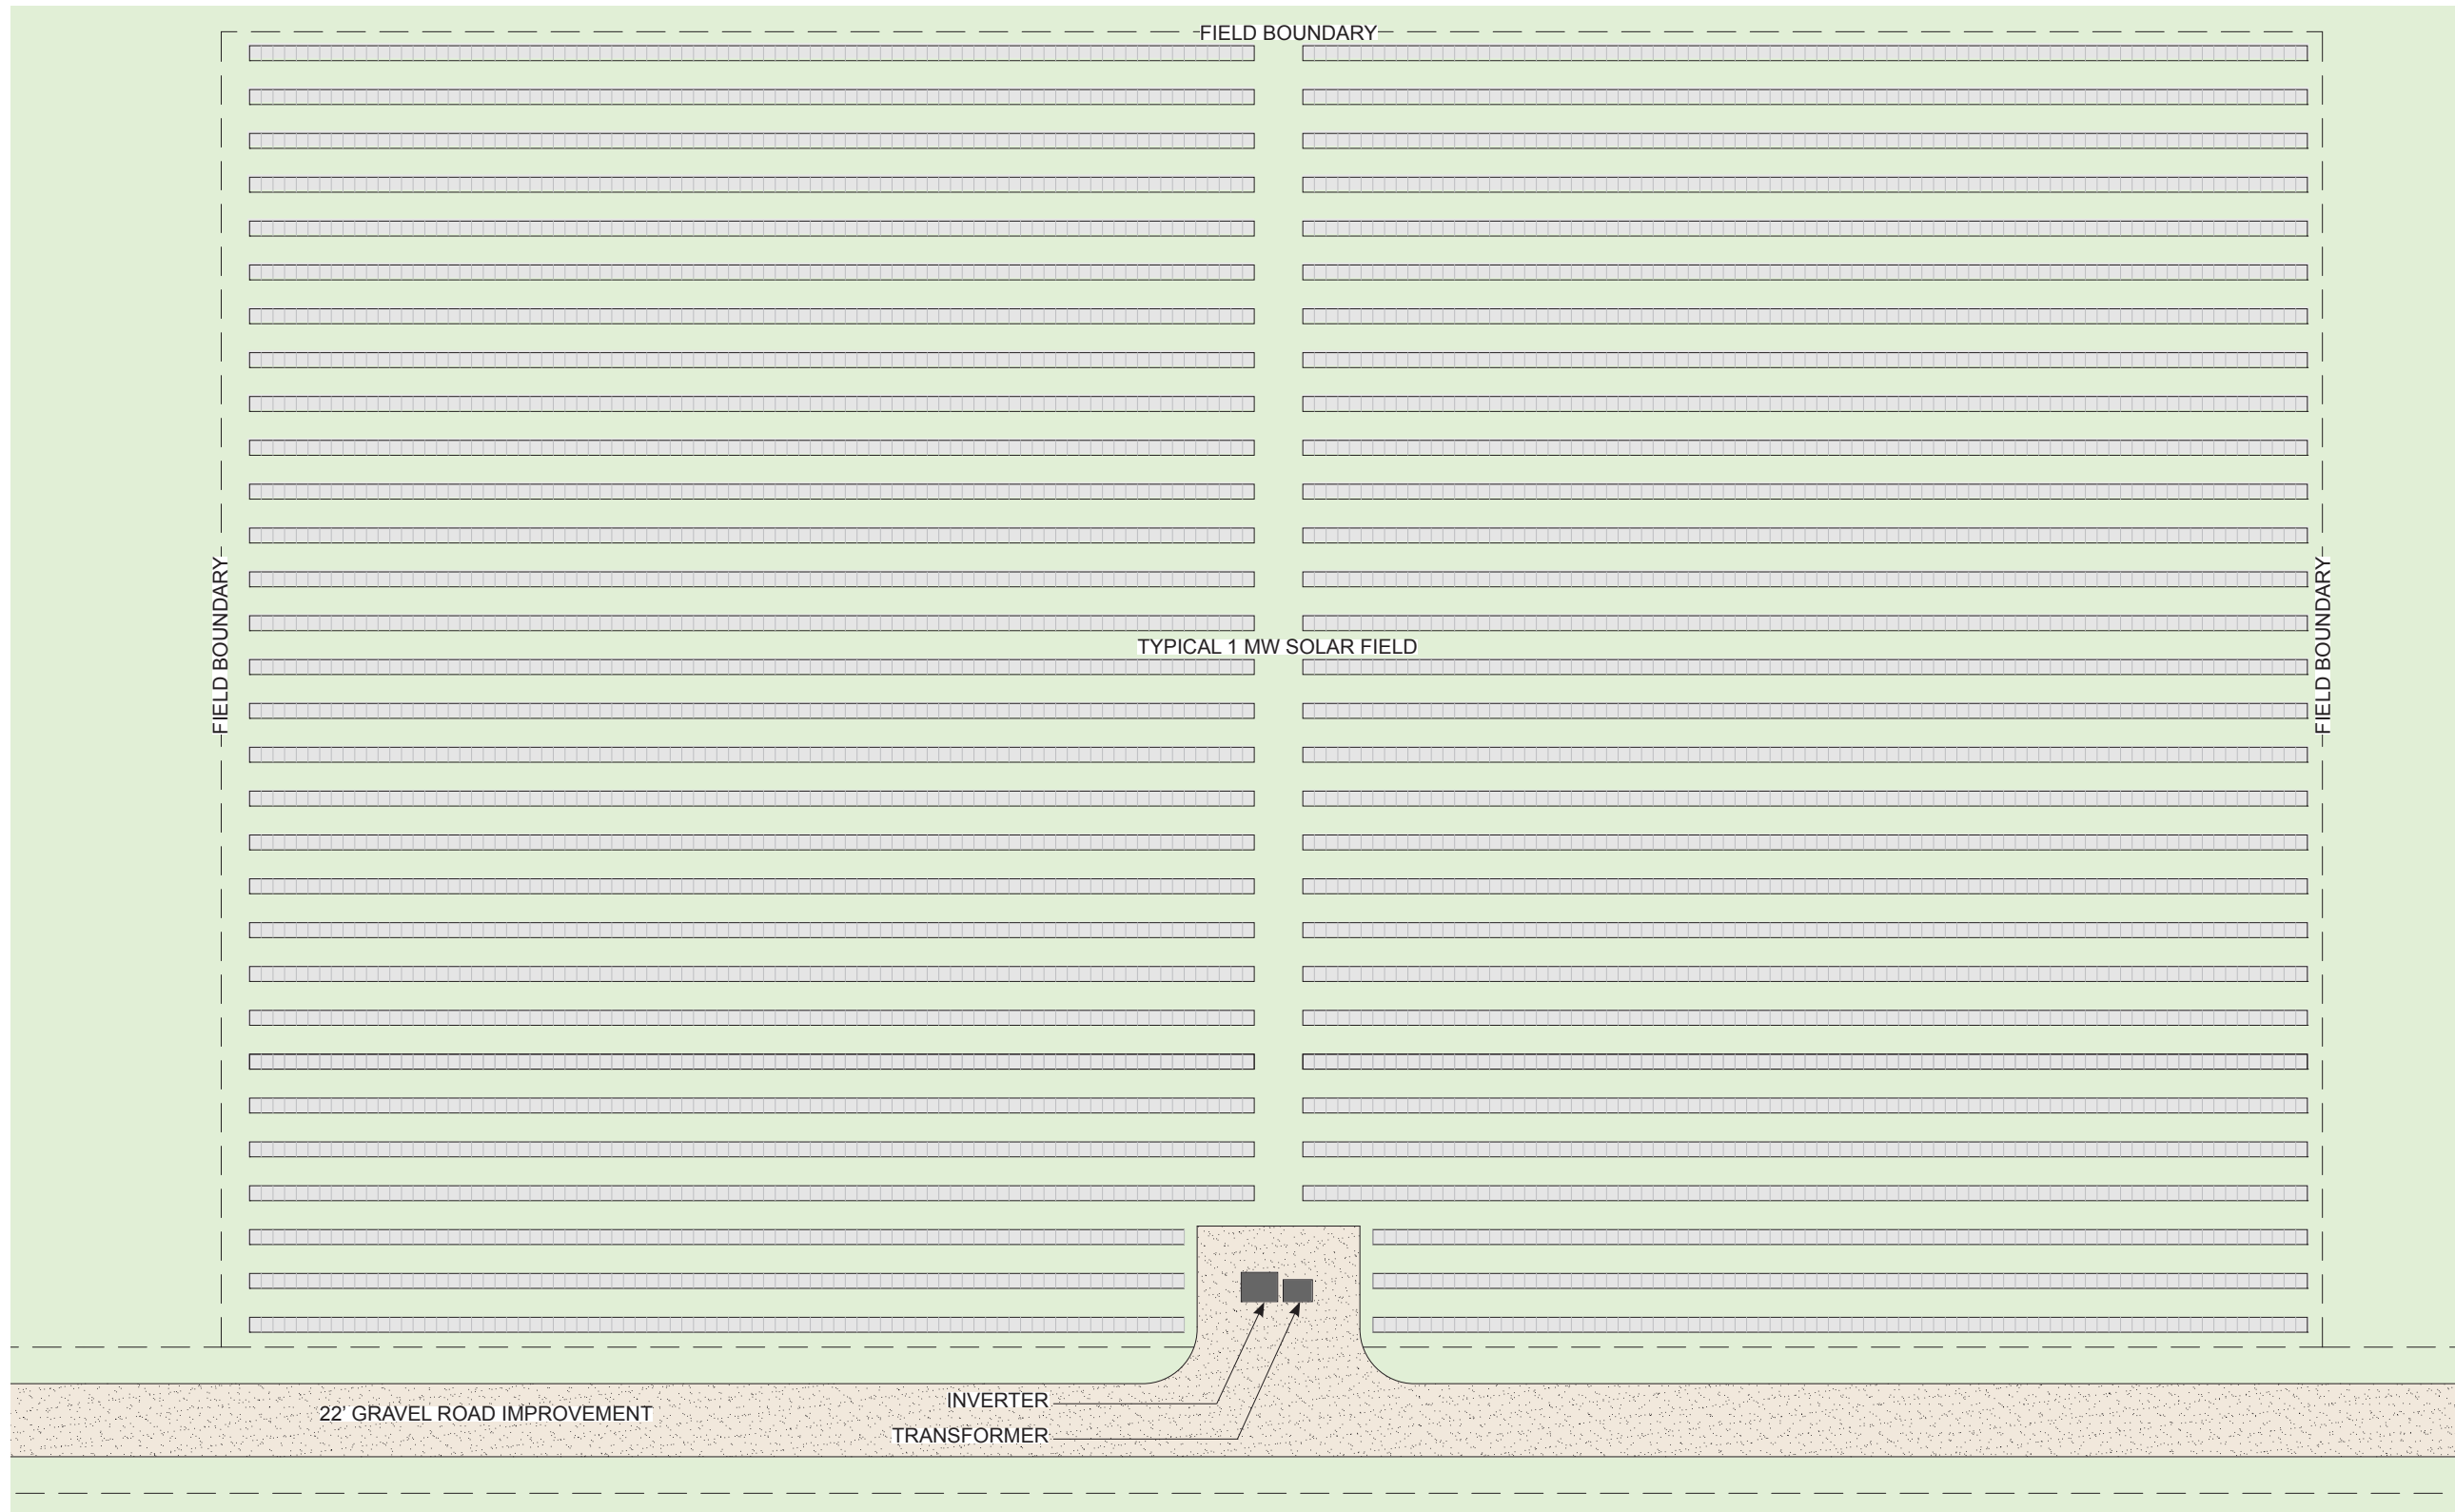 FIELD BOUNDARY
FIELD BOUNDARY
FIELD BOUNDARY
TYPICAL 1 MW SOLAR FIELD
INVERTER
22' GRAVEL ROAD IMPROVEMENT
TRANSFORMER